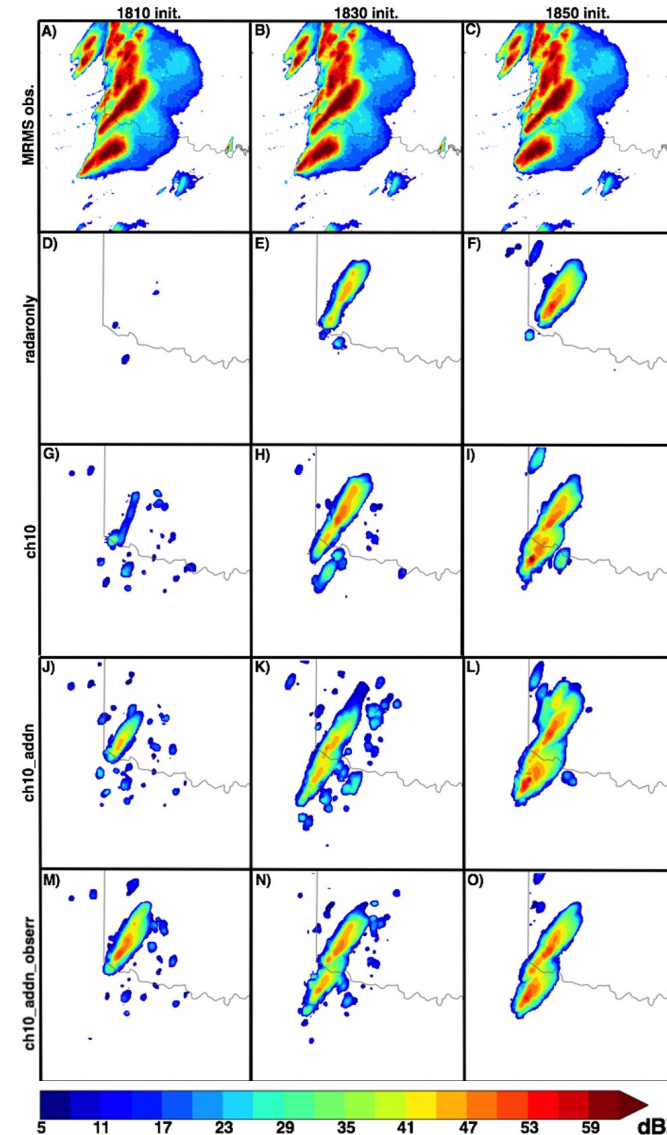 1810 init. 1830 init. 1850 init.
MRMS obs.
A) B) C)
radaronly
D) E) F)
ch10
G) H) I)
ch10_addn
J) K) L)
ch10_addn_obserr
M) N) O)
5 11 17 23 29 35 41 47 53 59 dB